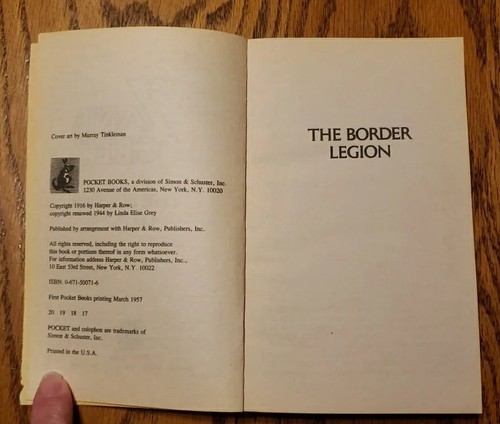 Cover art by Murray Tinkleman
POCKET BOOKS, a division of Simon & Schuster, Inc.
1230 Avenue of the Americas, New York, N.Y. 10020
Copyright 1916 by Harper & Row;
copyright renewed 1944 by Linda Elise Grey
Published by arrangement with Harper & Row, Publishers, Inc.
All rights reserved, including the right to reproduce
this book or portions thereof in any form whatsoever.
For information address Harper & Row, Publishers, Inc.,
10 East 53rd Street, New York, N.Y. 10022
ISBN: 0-671-50071-6
First Pocket Books printing March 1957
20 19 18 17
POCKET and colophon are trademarks of
Simon & Schuster, Inc.
Printed in the U.S.A.
THE BORDER
LEGION